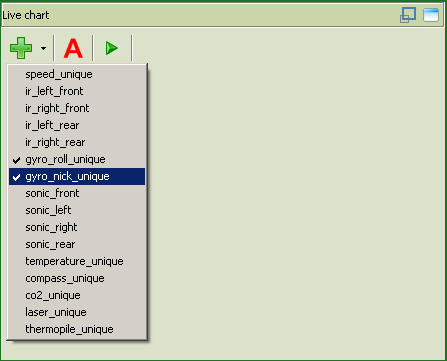 Live chart
A
speed_unique
ir_left_front
ir_right_front
ir_left_rear
ir_right_rear
gyro_roll_unique
gyro_nick_unique
sonic_front
sonic_left
sonic_right
sonic_rear
temperature_unique
compass_unique
co2_unique
laser_unique
thermopile_unique